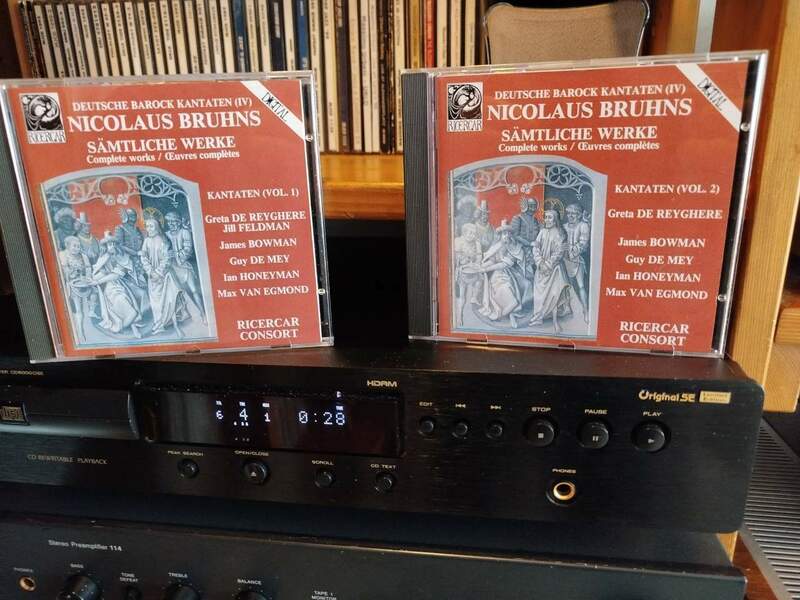 DEUTSCHE BAROCK KANTATEN (IV)
NICOLAUS BRUHNS
SÄMTLICHE WERKE
Complete works / Œuvres complètes
DIGITAL
RICERCAR
KANTATEN (VOL. 1)
Greta DE REYGHERE
Jill FELDMAN
James BOWMAN
Guy DE MEY
Ian HONEYMAN
Max VAN EGMOND
RICERCAR
CONSORT
DEUTSCHE BAROCK KANTATEN (IV)
NICOLAUS BRUHNS
SÄMTLICHE WERKE
Complete works / Œuvres complètes
DIGITAL
RICERCAR
KANTATEN (VOL. 2)
Greta DE REYGHERE
James BOWMAN
Guy DE MEY
Ian HONEYMAN
Max VAN EGMOND
RICERCAR
CONSORT
HDAM
6 4 1 0:28
EDIT
STOP
PAUSE
PLAY
Original SE
CD REWRITABLE PLAYBACK
PEAK SEARCH
OPEN/CLOSE
SCROLL
CD TEXT
PHONES
Stereo Preamplifier 114
PHONES
BASS
TONE
DEFEAT
TREBLE
BALANCE
TAPE 1
MONITOR